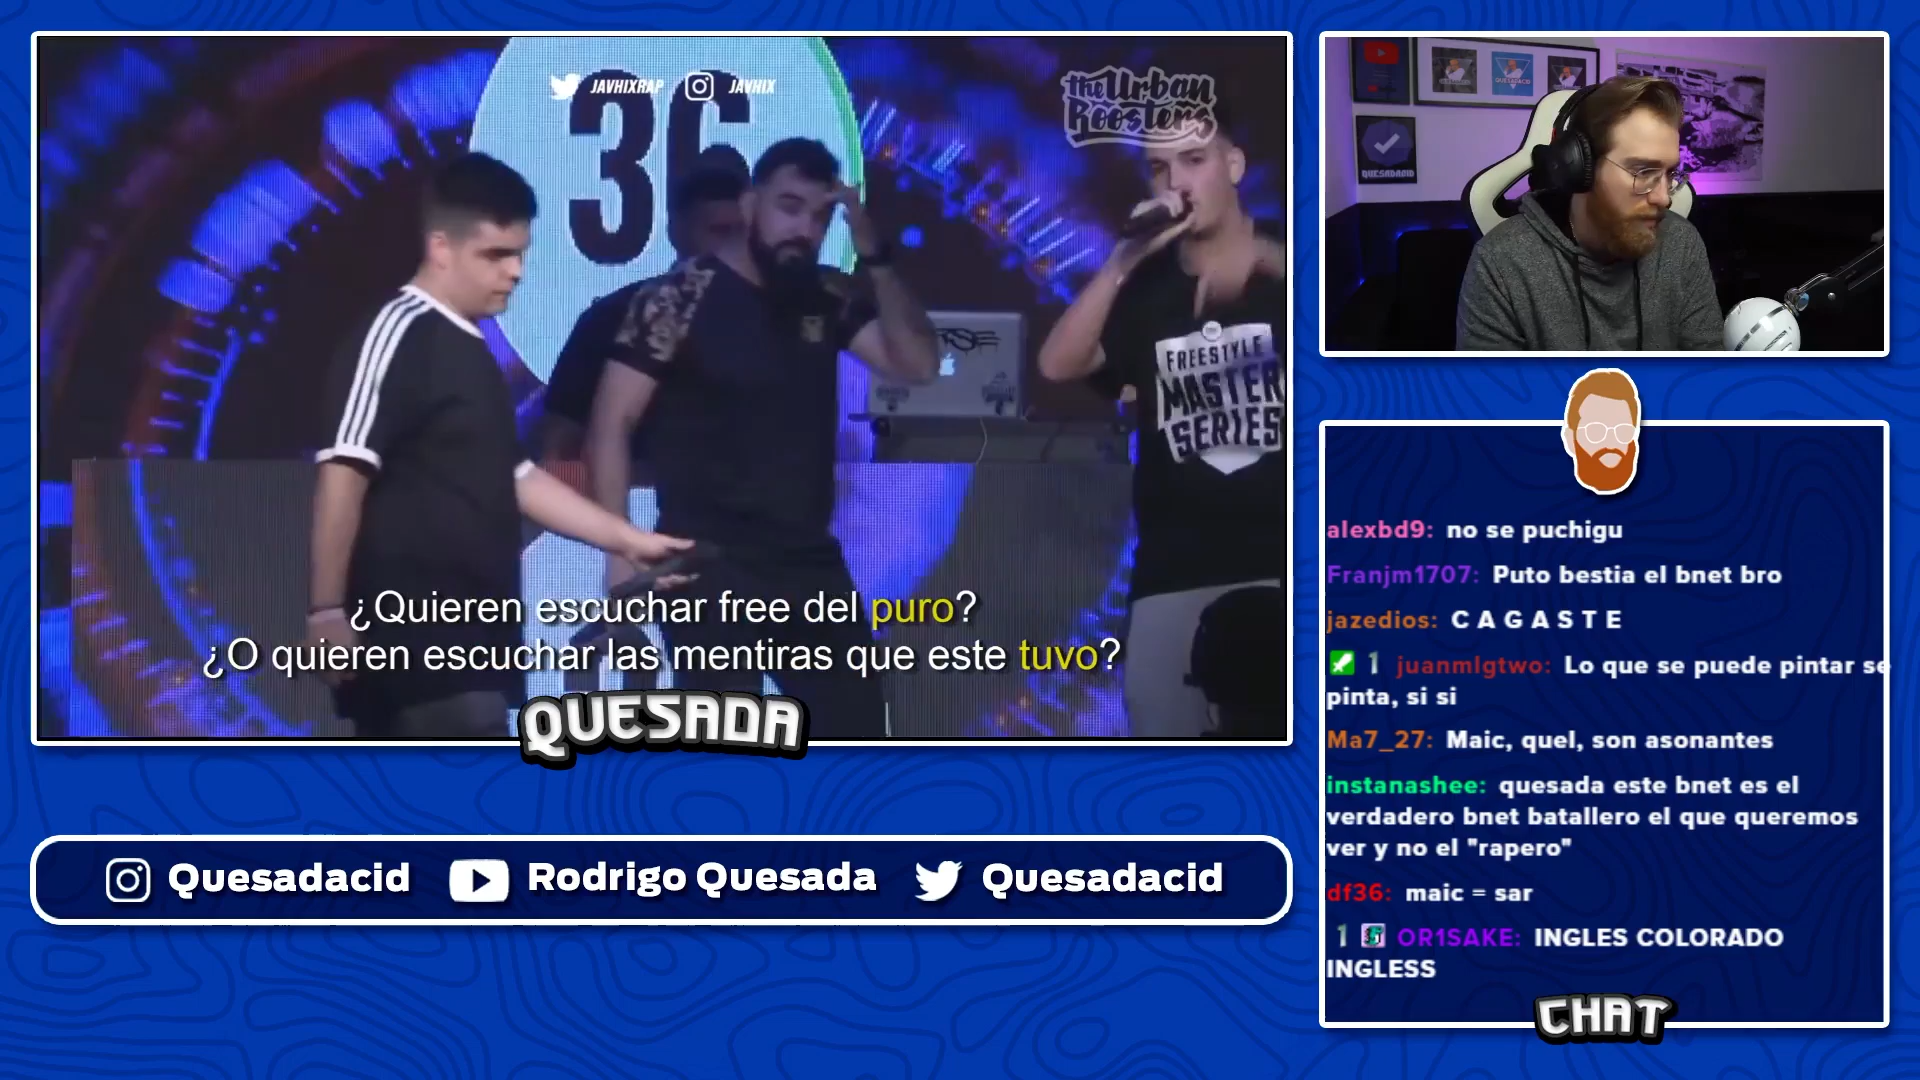 36
JAVHIXRAP
JAVHIX
the Urban
Roosters
FREESTYLE
MASTER
SERIES
¿Quieren escuchar free del puro?
¿O quieren escuchar las mentiras que este tuvo?
QUESADA
Quesadacid
Rodrigo Quesada
Quesadacid
QUESADACID
alexbd9: no se puchigu
Franjm1707: Puto bestia el bnet bro
jazedios: C A G A S T E
1 juanmlgtwo: Lo que se puede pintar se
pinta, si si
Ma7_27: Maic, quel, son asonantes
instanashee: quesada este bnet es el
verdadero bnet batallero el que queremos
ver y no el "rapero"
df36: maic = sar
1 OR1SAKE: INGLES COLORADO
INGLESS
CHAT